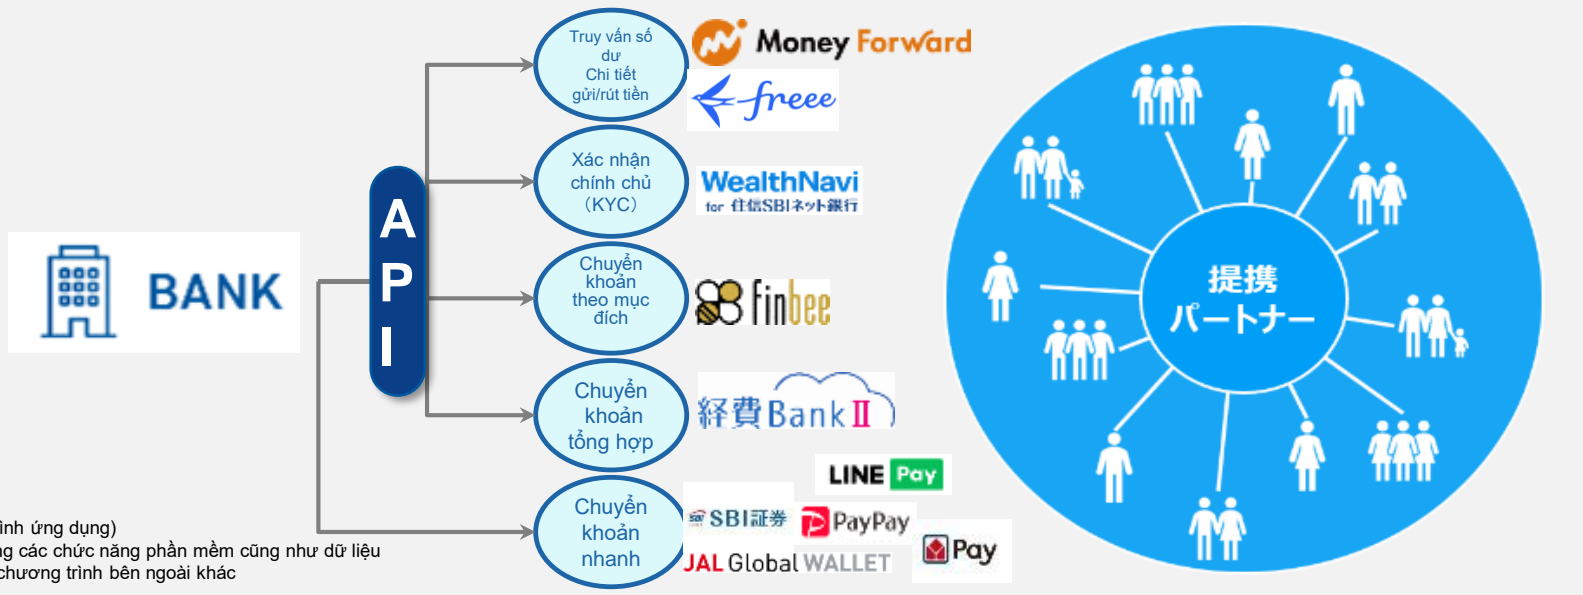 BANK
A
P
I
Truy vấn số
dư
Chi tiết
gửi/rút tiền
Money Forward
freee
Xác nhận
chính chủ
（KYC）
WealthNavi
for 住信SBIネット銀行
Chuyển
khoản
theo mục
đích
finbee
Chuyển
khoản
tổng hợp
経費Bank II
Chuyển
khoản
nhanh
LINE Pay
SBI証券
PayPay
JAL Global WALLET
Pay
提携
パートナー
ình ứng dụng)
ng các chức năng phần mềm cũng như dữ liệu
chương trình bên ngoài khác